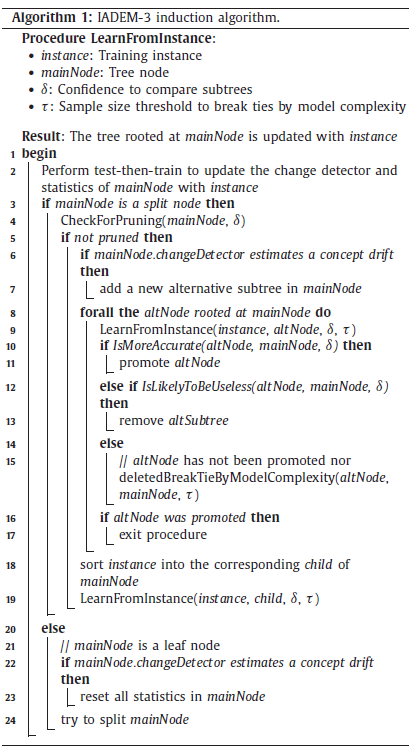 Algorithm 1: IADEM-3 induction algorithm.
Procedure LearnFromInstance:
• instance: Training instance
• mainNode: Tree node
• δ: Confidence to compare subtrees
• τ: Sample size threshold to break ties by model complexity
Result: The tree rooted at mainNode is updated with instance
1 begin
2 Perform test-then-train to update the change detector and
statistics of mainNode with instance
3 if mainNode is a split node then
4 CheckForPruning(mainNode, δ)
5 if not pruned then
6 if mainNode.changeDetector estimates a concept drift
then
7 add a new alternative subtree in mainNode
8 forall the altNode rooted at mainNode do
9 LearnFromInstance(instance, altNode, δ, τ)
10 if IsMoreAccurate(altNode, mainNode, δ) then
11 promote altNode
12 else if IsLikelyToBeUseless(altNode, mainNode, δ)
then
13 remove altSubtree
14 else
15 // altNode has not been promoted nor
deletedBreakTieByModelComplexity(altNode,
mainNode, τ)
16 if altNode was promoted then
17 exit procedure
18 sort instance into the corresponding child of
mainNode
19 LearnFromInstance(instance, child, δ, τ)
20 else
21 // mainNode is a leaf node
22 if mainNode.changeDetector estimates a concept drift
then
23 reset all statistics in mainNode
24 try to split mainNode